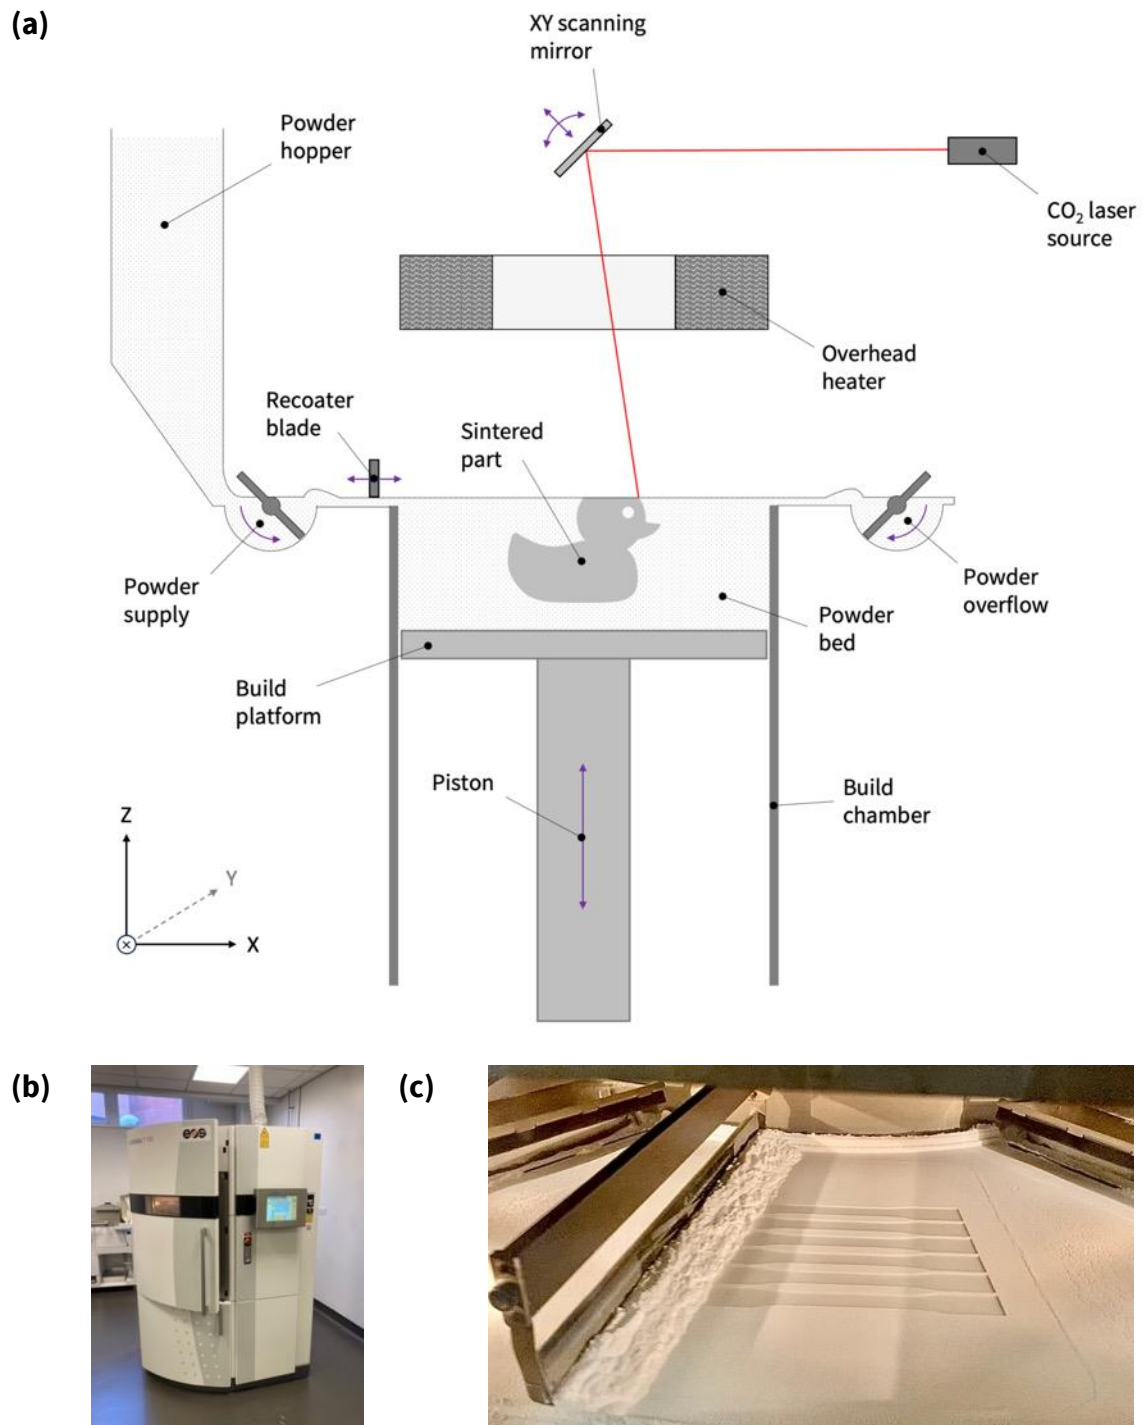 (a)
XY scanning
mirror
Powder
hopper
CO₂ laser
source
Overhead
heater
Recoater
blade
Sintered
part
Powder
supply
Powder
overflow
Powder
bed
Build
platform
Piston
Build
chamber
Z
Y
X
(b)
eos
(c)